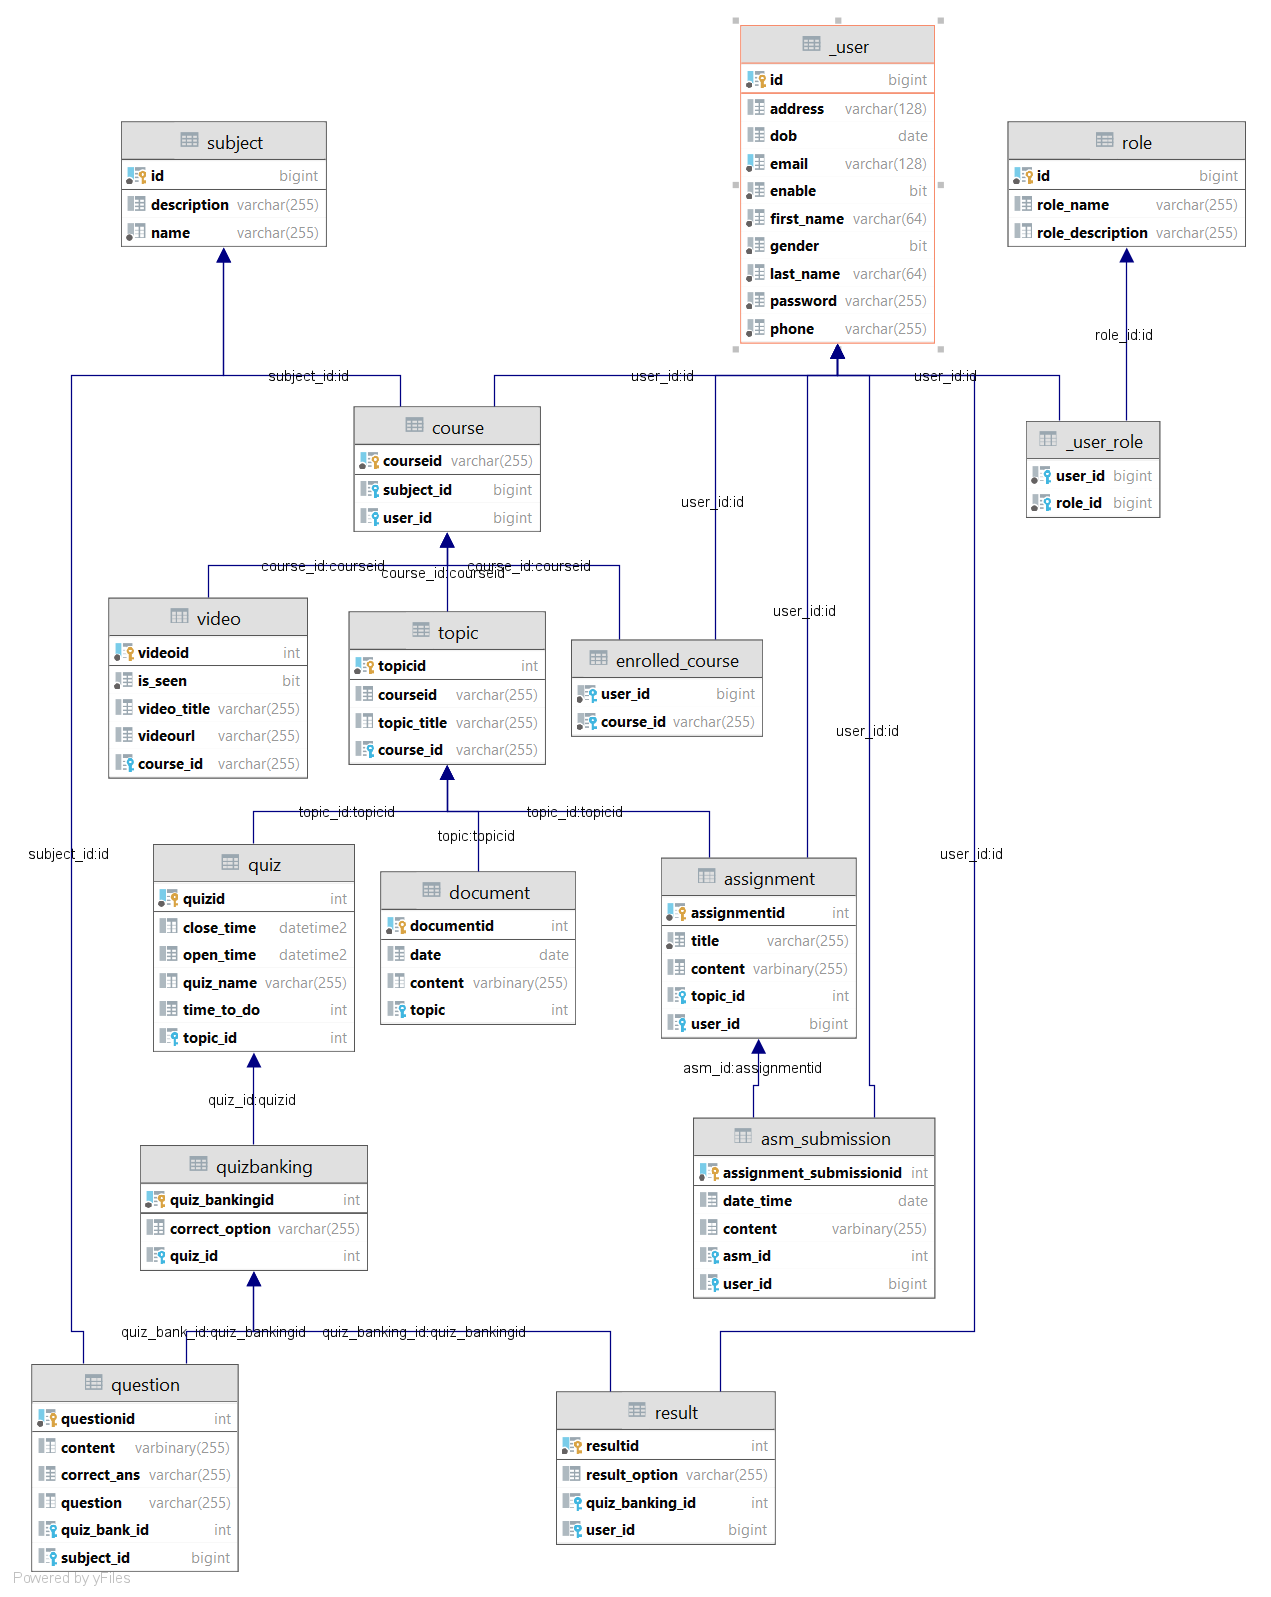 _user
id bigint
address varchar(128)
dob date
email varchar(128)
enable bit
first_name varchar(64)
gender bit
last_name varchar(64)
password varchar(255)
phone varchar(255)
subject
id bigint
description varchar(255)
name varchar(255)
role
id bigint
role_name varchar(255)
role_description varchar(255)
role_id:id
subject_id:id
user_id:id
user_id:id
course
courseid varchar(255)
subject_id bigint
user_id bigint
_user_role
user_id bigint
role_id bigint
user_id:id
course_id:courseid
course_id:courseid
course_id:courseid
user_id:id
video
videoid int
is_seen bit
video_title varchar(255)
videourl varchar(255)
course_id varchar(255)
topic
topicid int
courseid varchar(255)
topic_title varchar(255)
course_id varchar(255)
enrolled_course
user_id bigint
course_id varchar(255)
user_id:id
topic_id:topicid
topic:topicid
topic_id:topicid
subject_id:id
user_id:id
quiz
quizid int
close_time datetime2
open_time datetime2
quiz_name varchar(255)
time_to_do int
topic_id int
document
documentid int
date date
content varbinary(255)
topic int
assignment
assignmentid int
title varchar(255)
content varbinary(255)
topic_id int
user_id bigint
asm_id:assignmentid
quiz_id:quizid
asm_submission
assignment_submissionid int
date_time date
content varbinary(255)
asm_id int
user_id bigint
quizbanking
quiz_bankingid int
correct_option varchar(255)
quiz_id int
quiz_bank_id:quiz_bankingid
quiz_banking_id:quiz_bankingid
question
questionid int
content varbinary(255)
correct_ans varchar(255)
question varchar(255)
quiz_bank_id int
subject_id bigint
result
resultid int
result_option varchar(255)
quiz_banking_id int
user_id bigint
Powered by yFiles